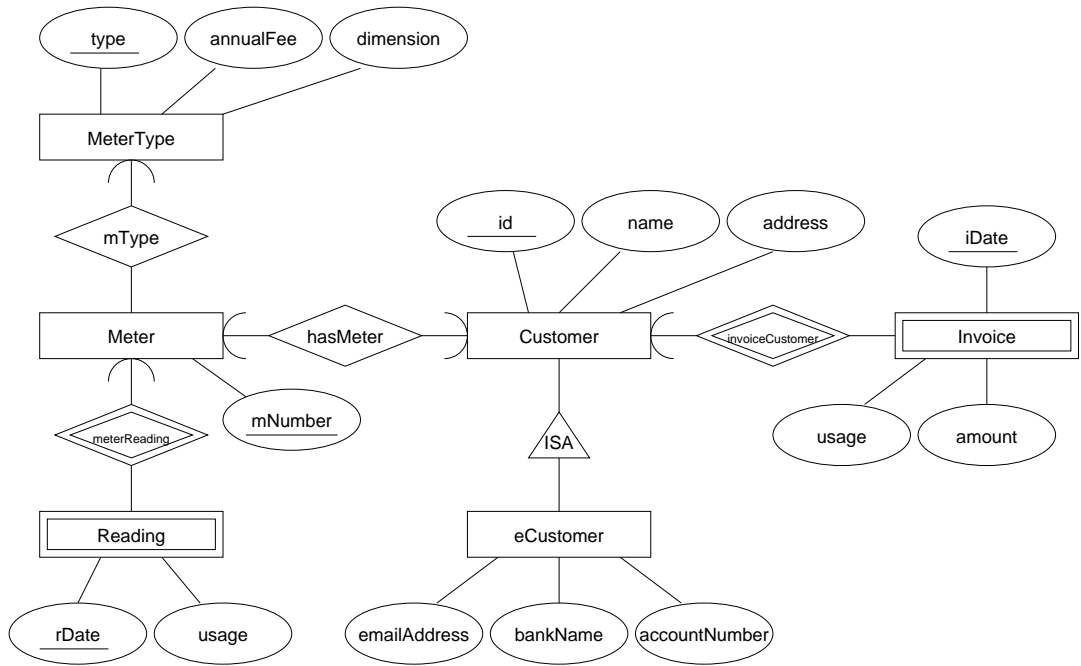 type
annualFee
dimension
MeterType
mType
id
name
address
iDate
Meter
hasMeter
Customer
invoiceCustomer
Invoice
mNumber
meterReading
usage
amount
ISA
Reading
eCustomer
rDate
usage
emailAddress
bankName
accountNumber